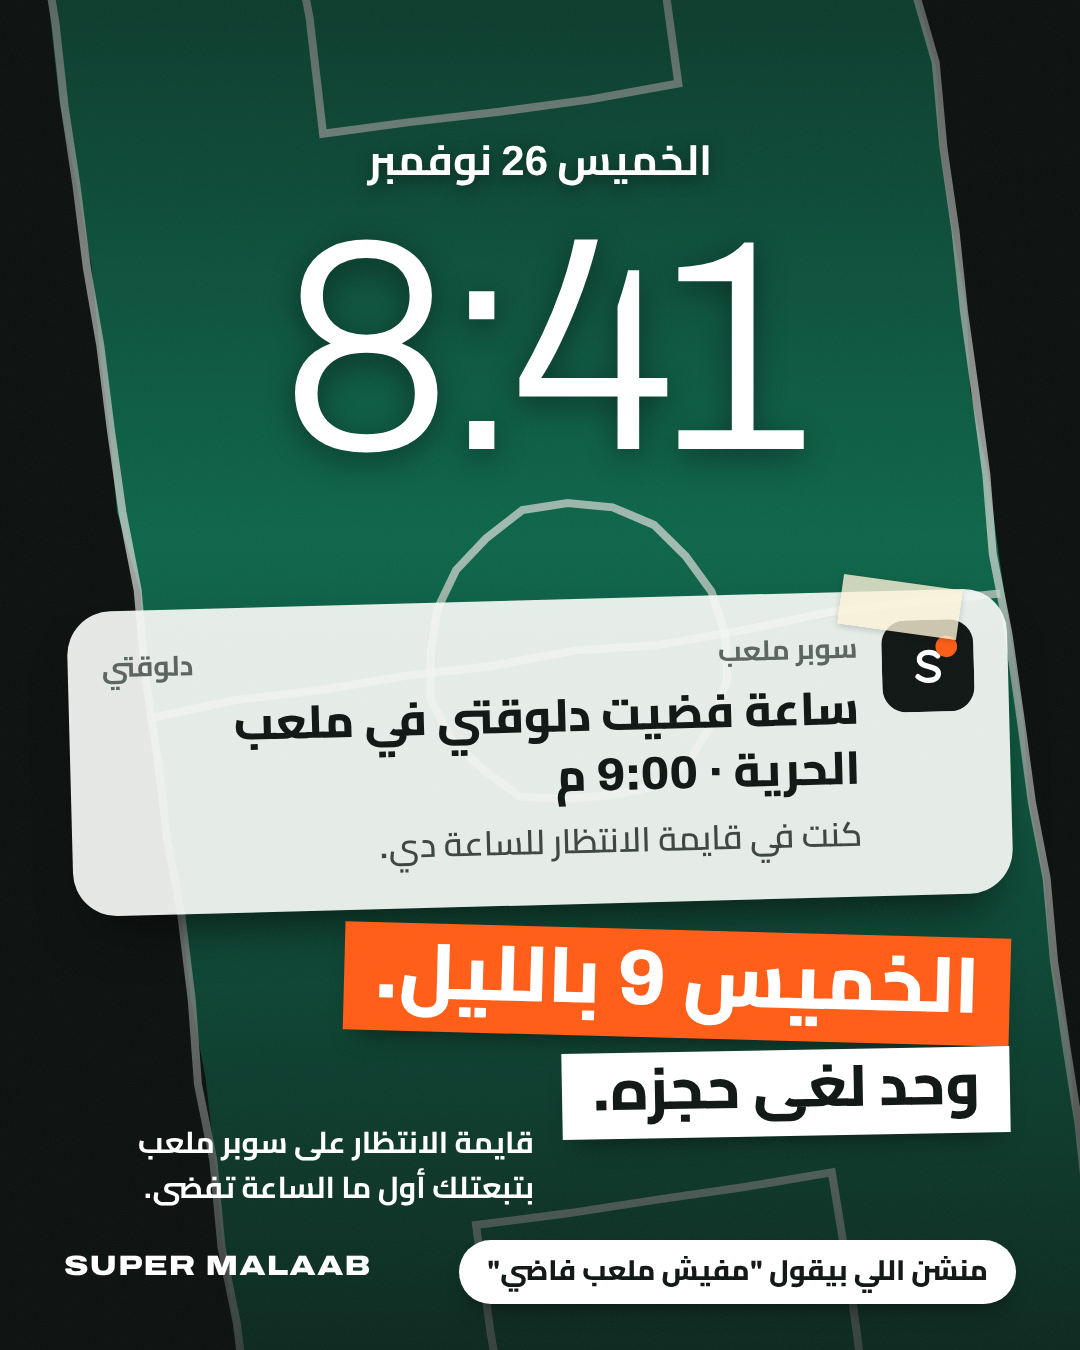 الخميس 26 نوفمبر
8:41
سوبر ملعب
دلوقتي
ساعة فضيت دلوقتي في ملعب
الحرية · 9:00 م
كنت في قايمة الانتظار للساعة دي.
الخميس 9 بالليل.
وحد لغى حجزه.
قايمة الانتظار على سوبر ملعب
بتبعتلك أول ما الساعة تفضى.
منشن اللي بيقول "مفيش ملعب فاضي"
SUPER MALAAB